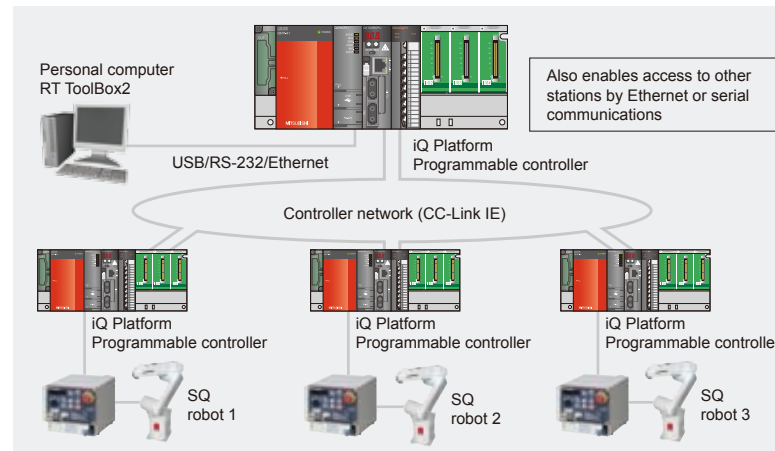 Personal computer
RT ToolBox2
Also enables access to other
stations by Ethernet or serial
communications
MITSUBISHI
USB/RS-232/Ethernet
iQ Platform
Programmable controller
Controller network (CC-Link IE)
iQ Platform
Programmable controller
iQ Platform
Programmable controller
iQ Platform
Programmable controlle
SQ
robot 1
SQ
robot 2
SQ
robot 3